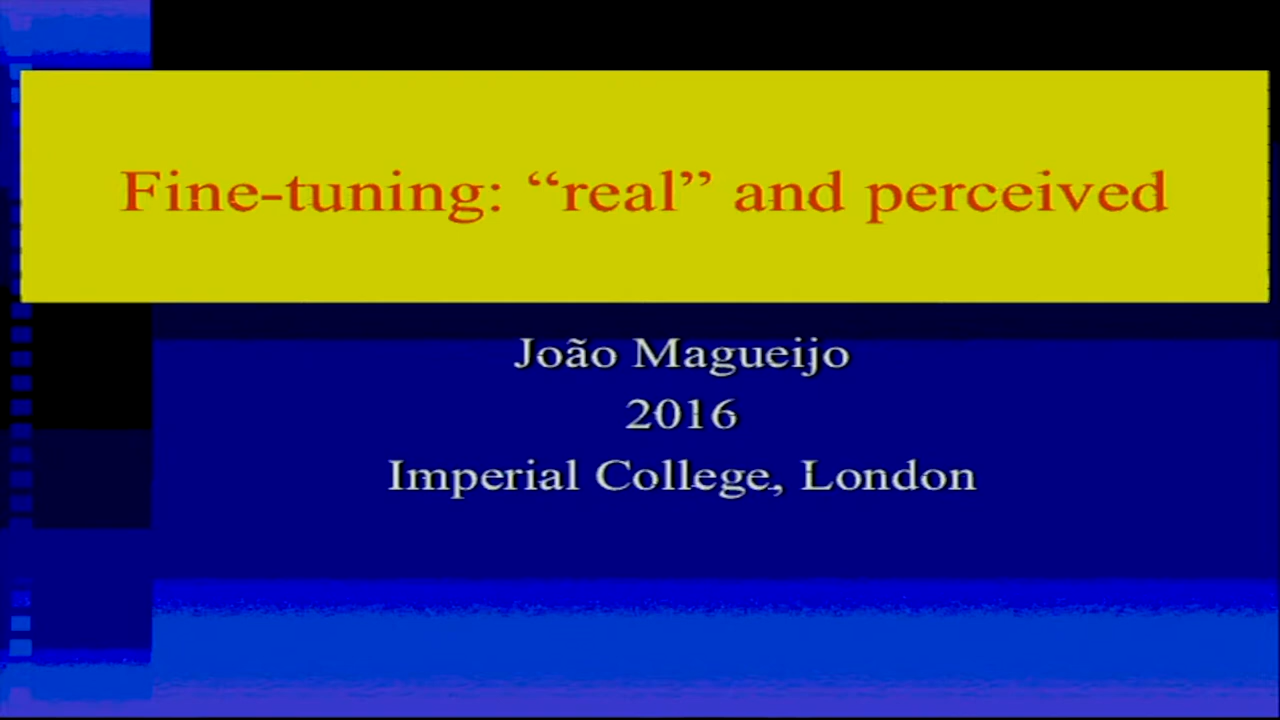 Fine-tuning: “real” and perceived
João Magueijo
2016
Imperial College, London